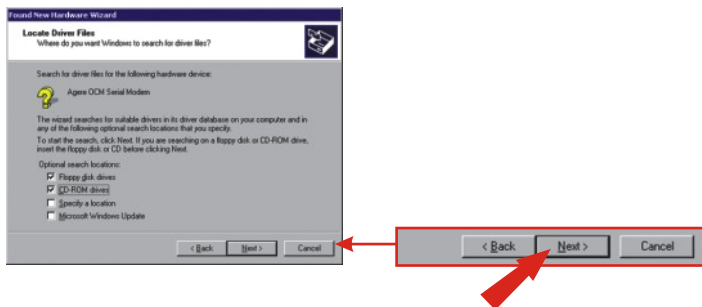 Found New Hardware Wizard
Locate Driver Files
Where do you want Windows to search for driver files?
Search for driver files for the following hardware device:
Agere OCM Serial Modem
The wizard searches for suitable drivers in its driver database on your computer and in
any of the following optional search locations that you specify.
To start the search, click Next. If you are searching on a floppy disk or CD-ROM drive,
insert the floppy disk or CD before clicking Next.
Optional search locations:
Floppy disk drives
CD-ROM drives
Specify a location
Microsoft Windows Update
< Back Next > Cancel
< Back Next > Cancel